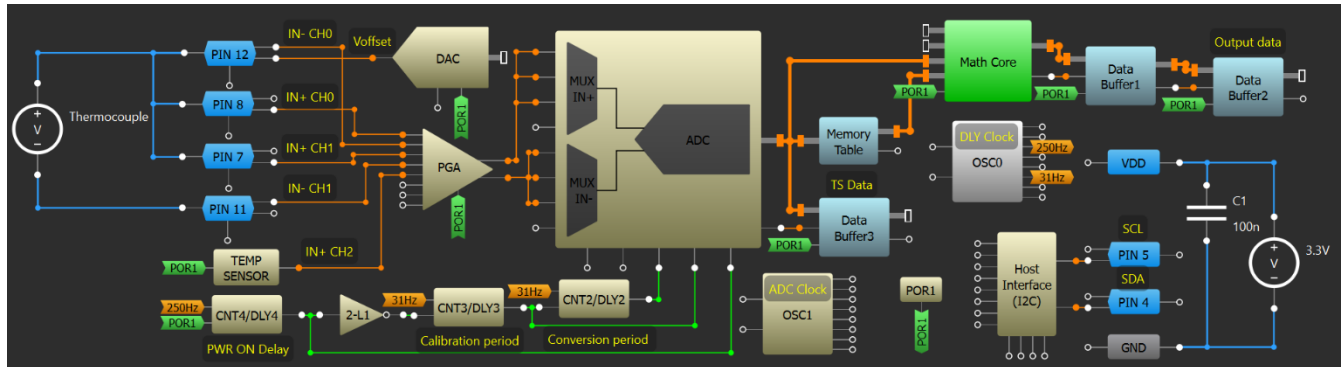 Thermocouple
+
V
-
PIN 12
PIN 8
PIN 7
PIN 11
IN- CH0
Voffset
IN+ CH0
IN+ CH1
IN- CH1
IN+ CH2
POR1
TEMP
SENSOR
250Hz
POR1
CNT4/DLY4
PWR ON Delay
2-L1
31Hz
CNT3/DLY3
Calibration period
31Hz
CNT2/DLY2
Conversion period
DAC
POR1
PGA
POR1
MUX
IN+
MUX
IN-
ADC
Memory
Table
TS Data
POR1
Data
Buffer3
ADC Clock
OSC1
POR1
POR1
POR1
Math Core
POR1
Data
Buffer1
Output data
POR1
Data
Buffer2
DLY Clock
OSC0
250Hz
31Hz
Host
Interface
(I2C)
VDD
SCL
PIN 5
SDA
PIN 4
GND
C1
100n
+
V
-
3.3V